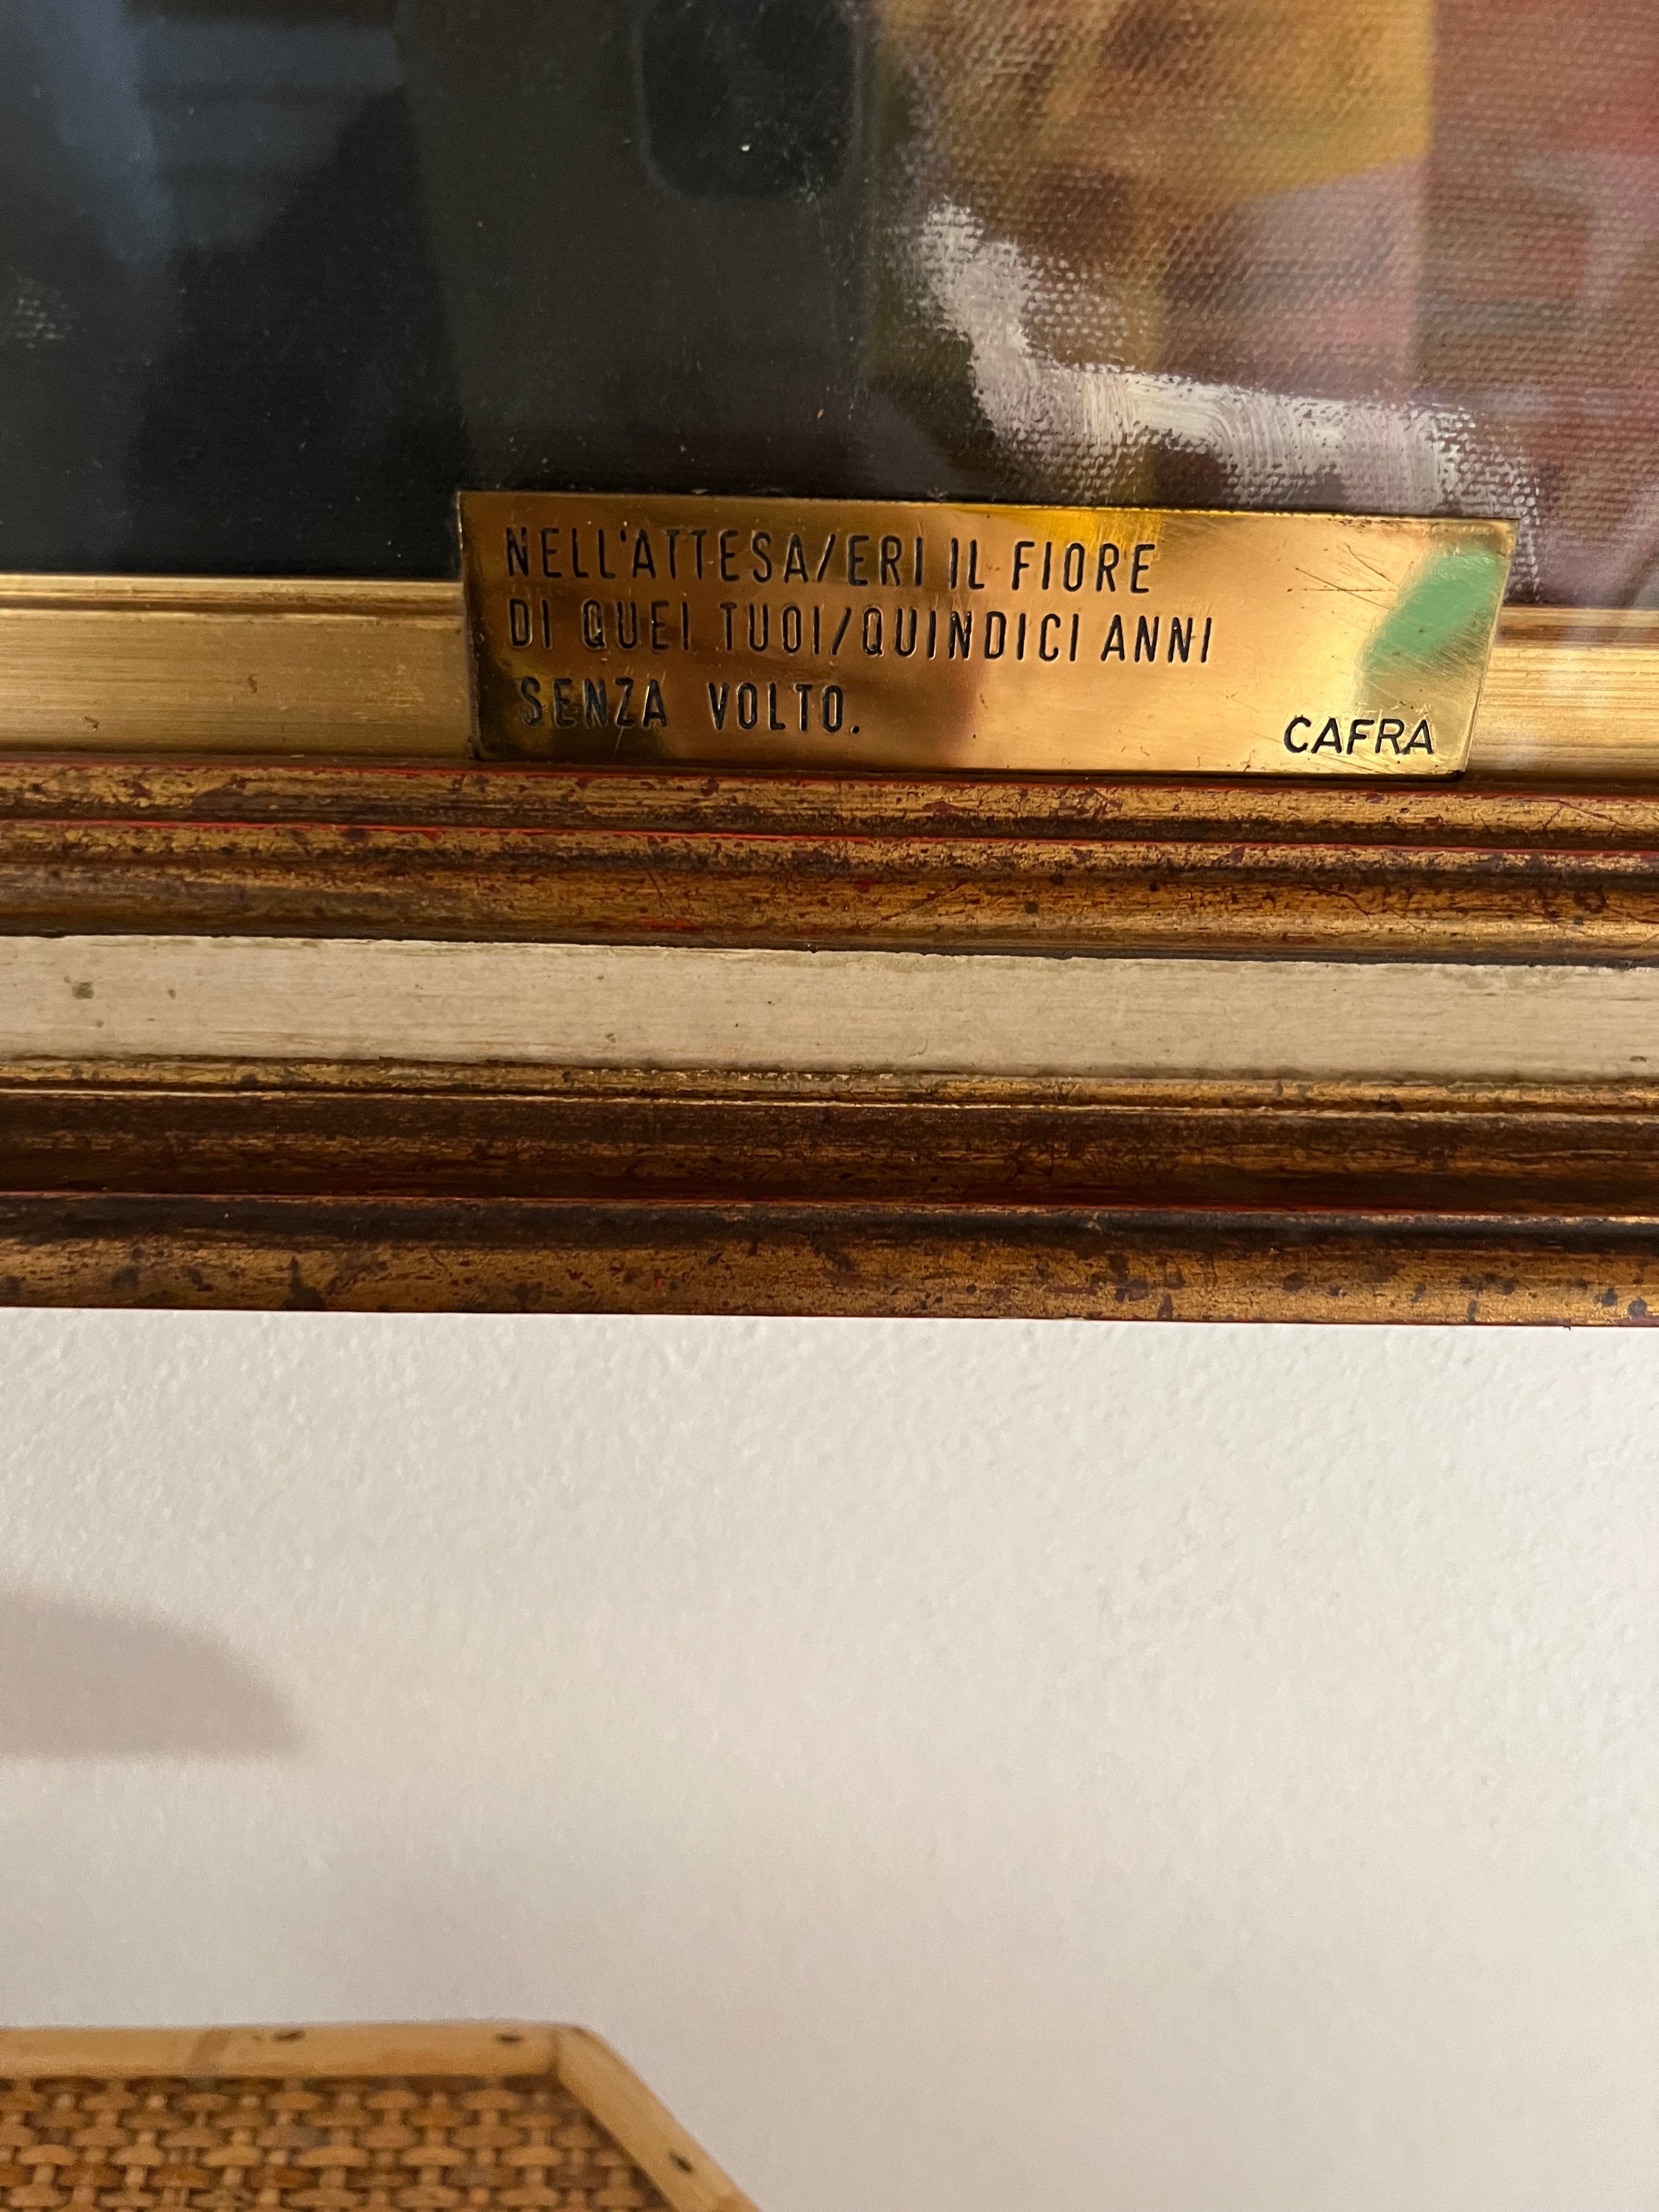 NELL'ATTESA/ERI IL FIORE
DI QUEI TUOI/QUINDICI ANNI
SENZA VOLTO.
CAFRA